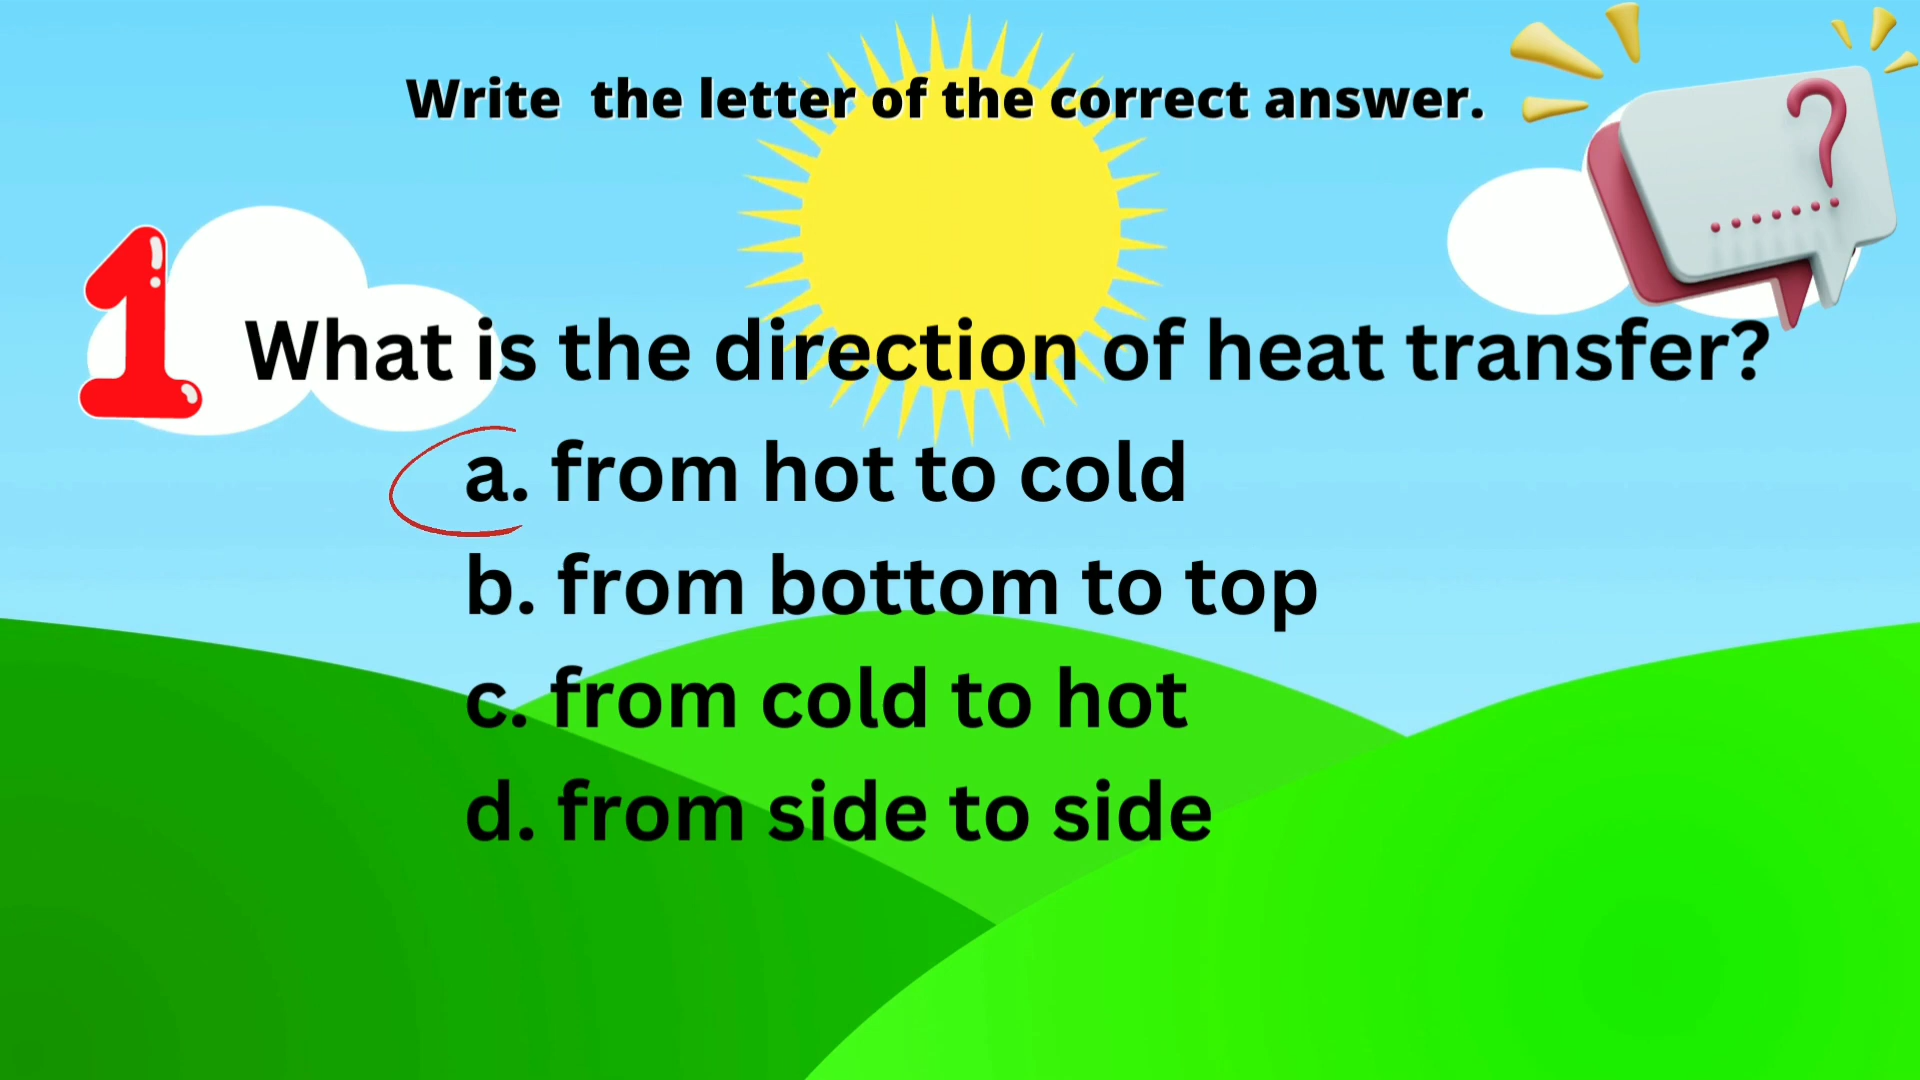 Write the letter of the correct answer.
1 What is the direction of heat transfer?
a. from hot to cold
b. from bottom to top
c. from cold to hot
d. from side to side
?